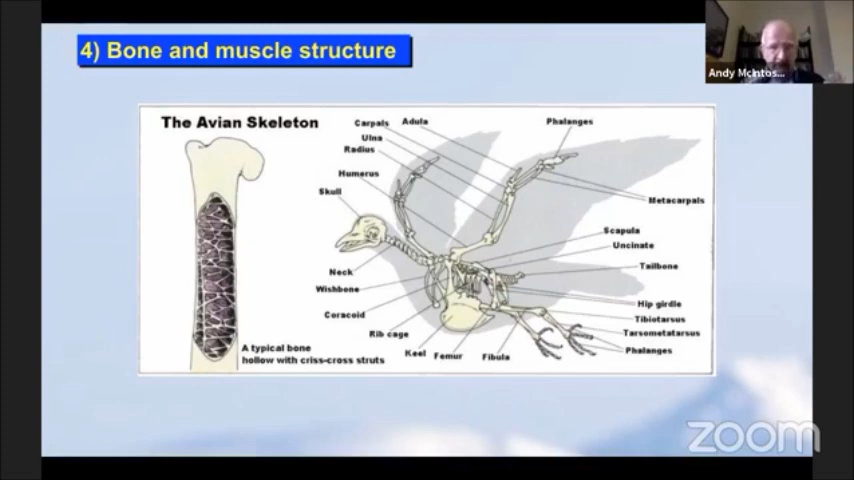 4) Bone and muscle structure
Andy McIntos...
The Avian Skeleton
Carpals
Adula
Phalanges
Ulna
Radius
Humerus
Skull
Metacarpals
Scapula
Uncinate
Neck
Tailbone
Wishbone
Hip girdle
Coracoid
Tibiotarsus
Rib cage
Tarsometatarsus
Keel
Femur
Fibula
Phalanges
A typical bone
hollow with criss-cross struts
zoom